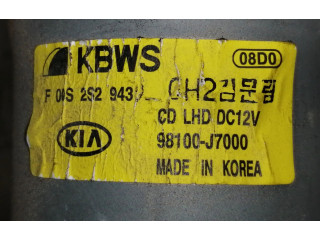 KBWS 08D0
F 00S 2S2 943 CH2김문림
CD LHD DC12V
KIA 98100-J7000
MADE IN KOREA